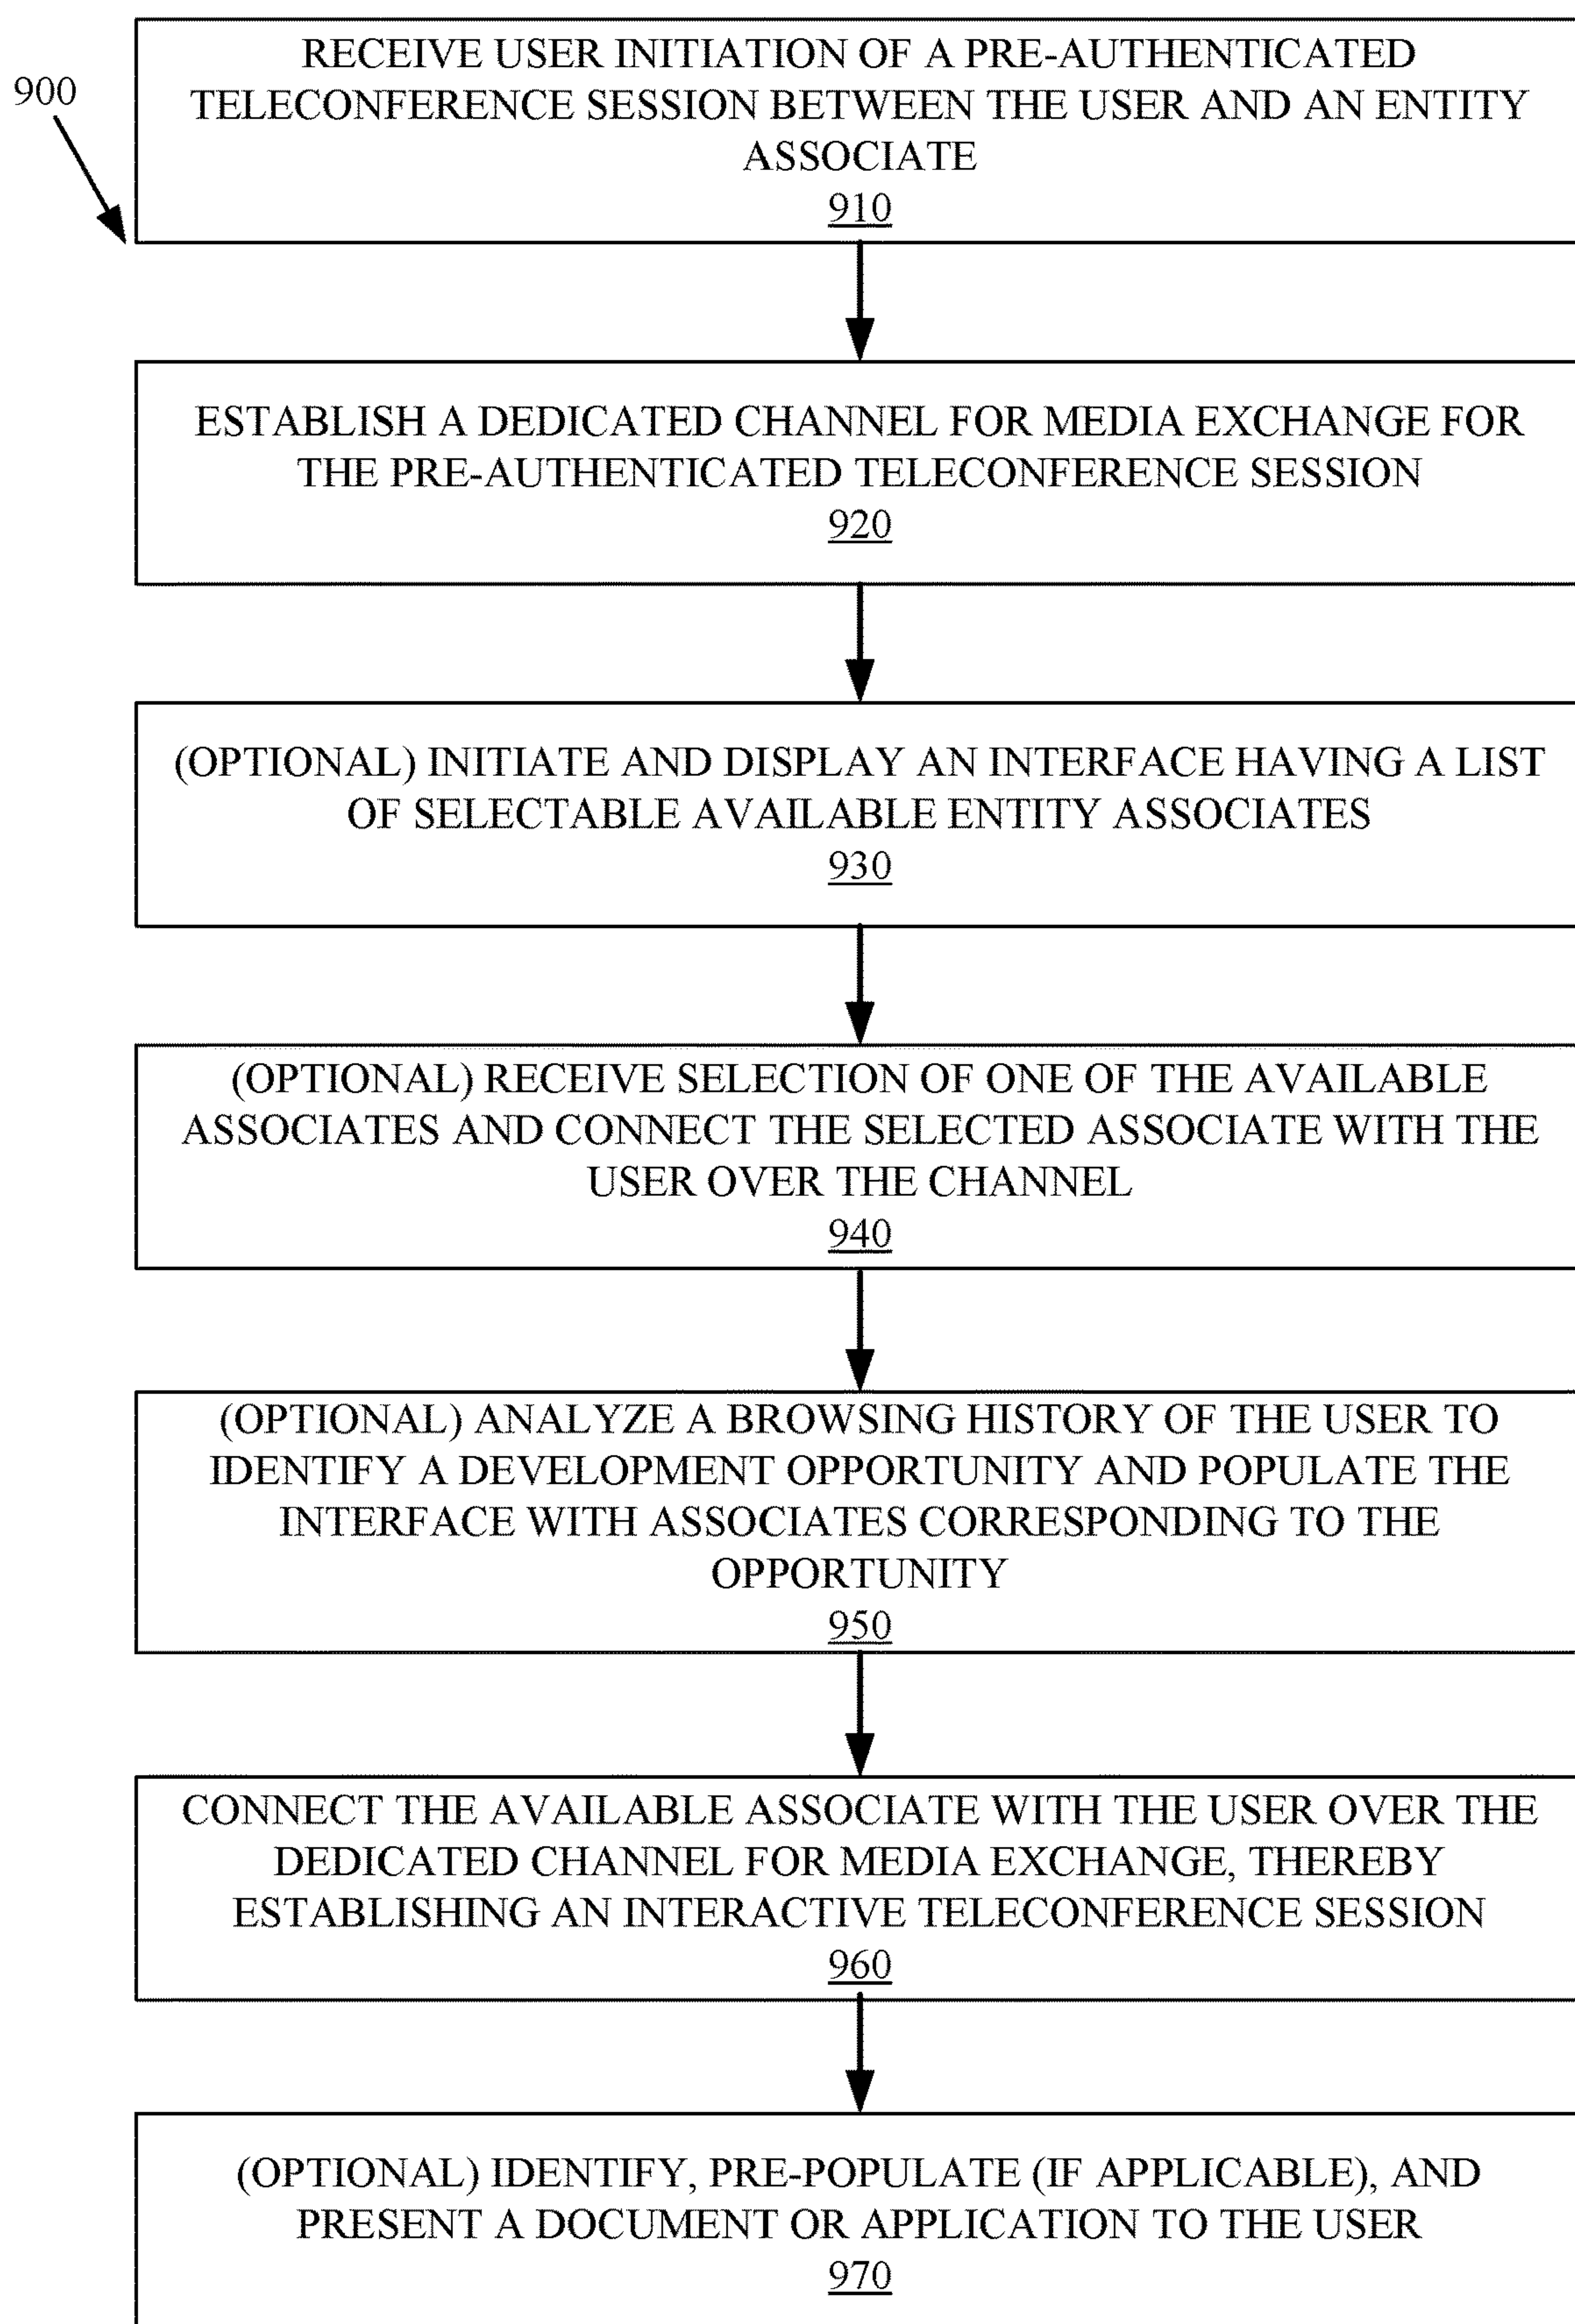 900
RECEIVE USER INITIATION OF A PRE-AUTHENTICATED
TELECONFERENCE SESSION BETWEEN THE USER AND AN ENTITY
ASSOCIATE
910
ESTABLISH A DEDICATED CHANNEL FOR MEDIA EXCHANGE FOR
THE PRE-AUTHENTICATED TELECONFERENCE SESSION
920
(OPTIONAL) INITIATE AND DISPLAY AN INTERFACE HAVING A LIST
OF SELECTABLE AVAILABLE ENTITY ASSOCIATES
930
(OPTIONAL) RECEIVE SELECTION OF ONE OF THE AVAILABLE
ASSOCIATES AND CONNECT THE SELECTED ASSOCIATE WITH THE
USER OVER THE CHANNEL
940
(OPTIONAL) ANALYZE A BROWSING HISTORY OF THE USER TO
IDENTIFY A DEVELOPMENT OPPORTUNITY AND POPULATE THE
INTERFACE WITH ASSOCIATES CORRESPONDING TO THE
OPPORTUNITY
950
CONNECT THE AVAILABLE ASSOCIATE WITH THE USER OVER THE
DEDICATED CHANNEL FOR MEDIA EXCHANGE, THEREBY
ESTABLISHING AN INTERACTIVE TELECONFERENCE SESSION
960
(OPTIONAL) IDENTIFY, PRE-POPULATE (IF APPLICABLE), AND
PRESENT A DOCUMENT OR APPLICATION TO THE USER
970